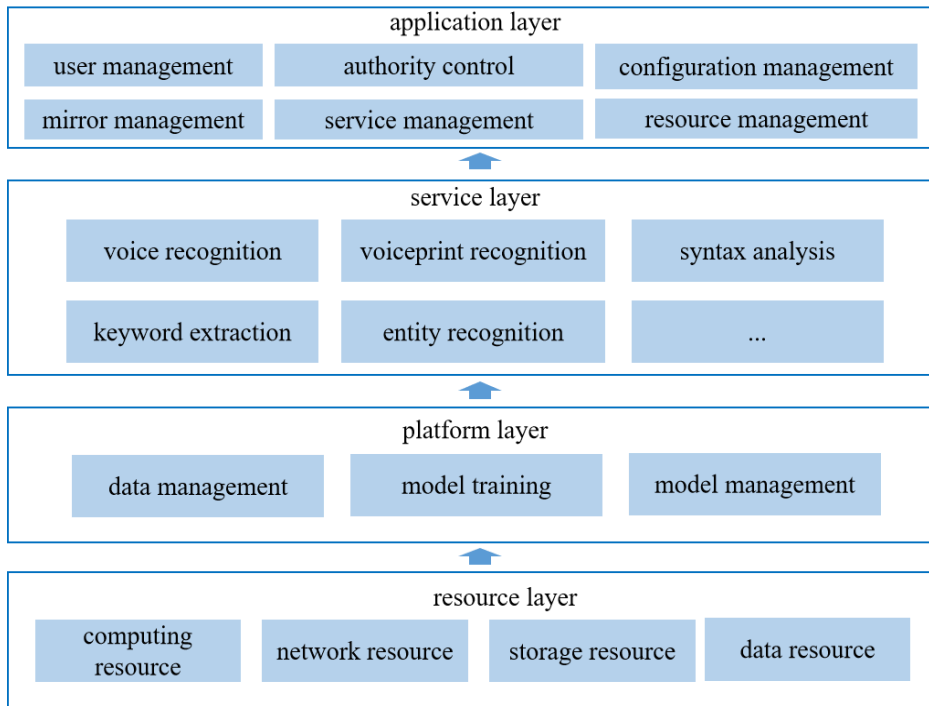 application layer
user management
authority control
configuration management
mirror management
service management
resource management
service layer
voice recognition
voiceprint recognition
syntax analysis
keyword extraction
entity recognition
...
platform layer
data management
model training
model management
resource layer
computing
resource
network resource
storage resource
data resource